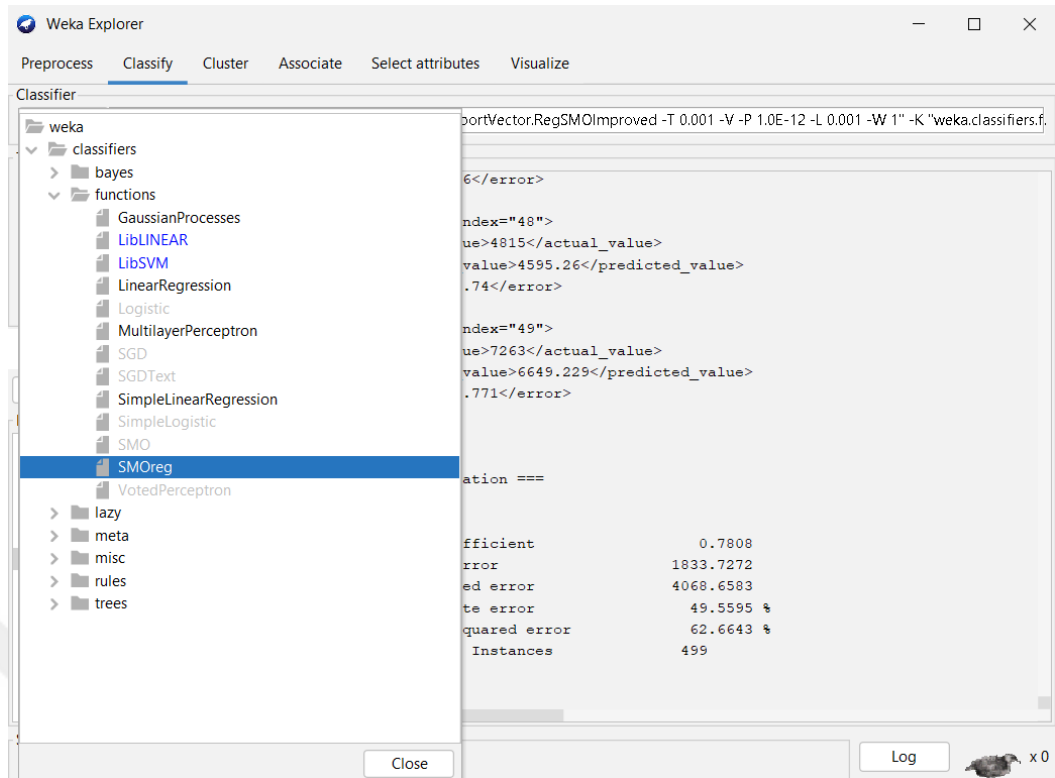 Weka Explorer
Preprocess Classify Cluster Associate Select attributes Visualize
Classifier
portVector.RegSMOImproved -T 0.001 -V -P 1.0E-12 -L 0.001 -W 1" -K "weka.classifiers.f.
weka
classifiers
bayes
functions
GaussianProcesses
LibLINEAR
LibSVM
LinearRegression
Logistic
MultilayerPerceptron
SGD
SGDText
SimpleLinearRegression
SimpleLogistic
SMO
SMOreg
VotedPerceptron
lazy
meta
misc
rules
trees
Close
6</error>
ndex="48">
ue>4815</actual_value>
value>4595.26</predicted_value>
.74</error>
ndex="49">
ue>7263</actual_value>
value>6649.229</predicted_value>
.771</error>
ation ===
fficient 0.7808
rror 1833.7272
ed error 4068.6583
te error 49.5595 %
quared error 62.6643 %
Instances 499
Log
x 0